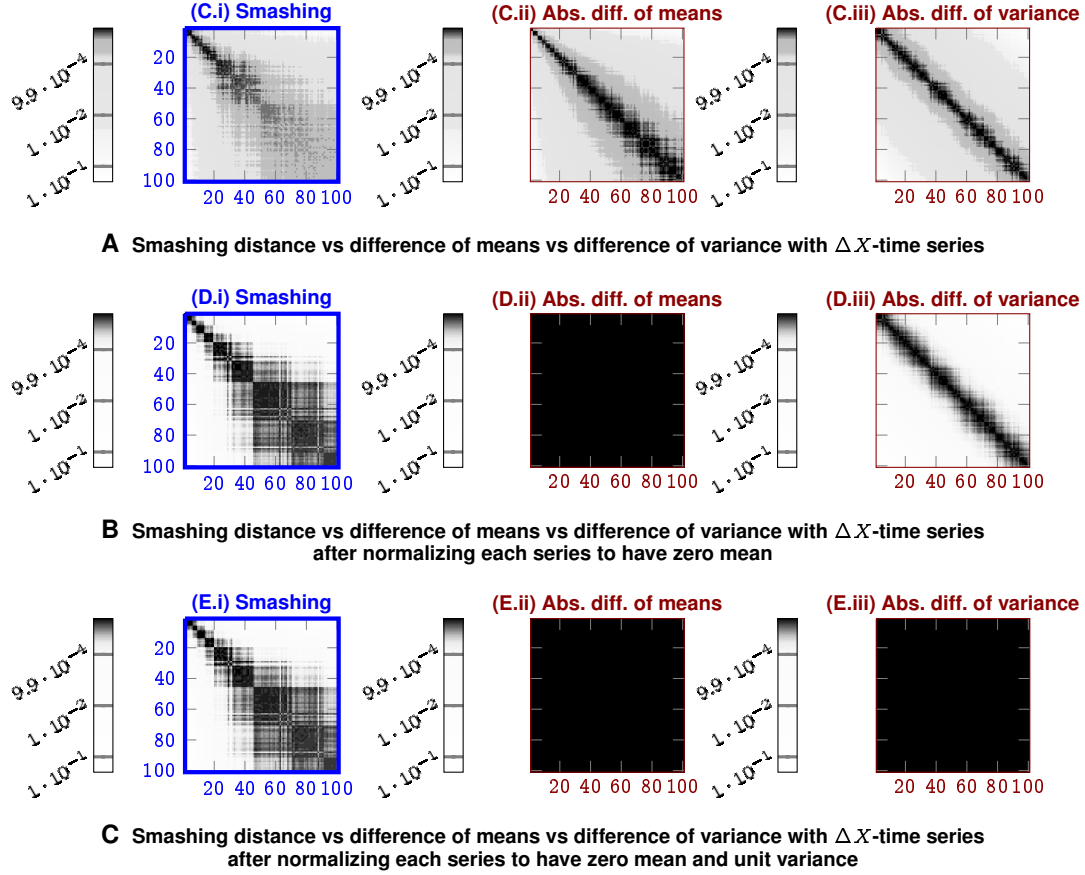 (C.i) Smashing
(C.ii) Abs. diff. of means
(C.iii) Abs. diff. of variance
9.9 · 10⁻⁴
1 · 10⁻²
1 · 10⁻¹
20
40
60
80
100
20 40 60 80 100
9.9 · 10⁻⁴
1 · 10⁻²
1 · 10⁻¹
20 40 60 80 100
9.9 · 10⁻⁴
1 · 10⁻²
1 · 10⁻¹
20 40 60 80 100
A Smashing distance vs difference of means vs difference of variance with ΔX-time series
(D.i) Smashing
(D.ii) Abs. diff. of means
(D.iii) Abs. diff. of variance
9.9 · 10⁻⁴
1 · 10⁻²
1 · 10⁻¹
20
40
60
80
100
20 40 60 80 100
9.9 · 10⁻⁴
1 · 10⁻²
1 · 10⁻¹
20 40 60 80 100
9.9 · 10⁻⁴
1 · 10⁻²
1 · 10⁻¹
20 40 60 80 100
B Smashing distance vs difference of means vs difference of variance with ΔX-time series
after normalizing each series to have zero mean
(E.i) Smashing
(E.ii) Abs. diff. of means
(E.iii) Abs. diff. of variance
9.9 · 10⁻⁴
1 · 10⁻²
1 · 10⁻¹
20
40
60
80
100
20 40 60 80 100
9.9 · 10⁻⁴
1 · 10⁻²
1 · 10⁻¹
20 40 60 80 100
9.9 · 10⁻⁴
1 · 10⁻²
1 · 10⁻¹
20 40 60 80 100
C Smashing distance vs difference of means vs difference of variance with ΔX-time series
after normalizing each series to have zero mean and unit variance